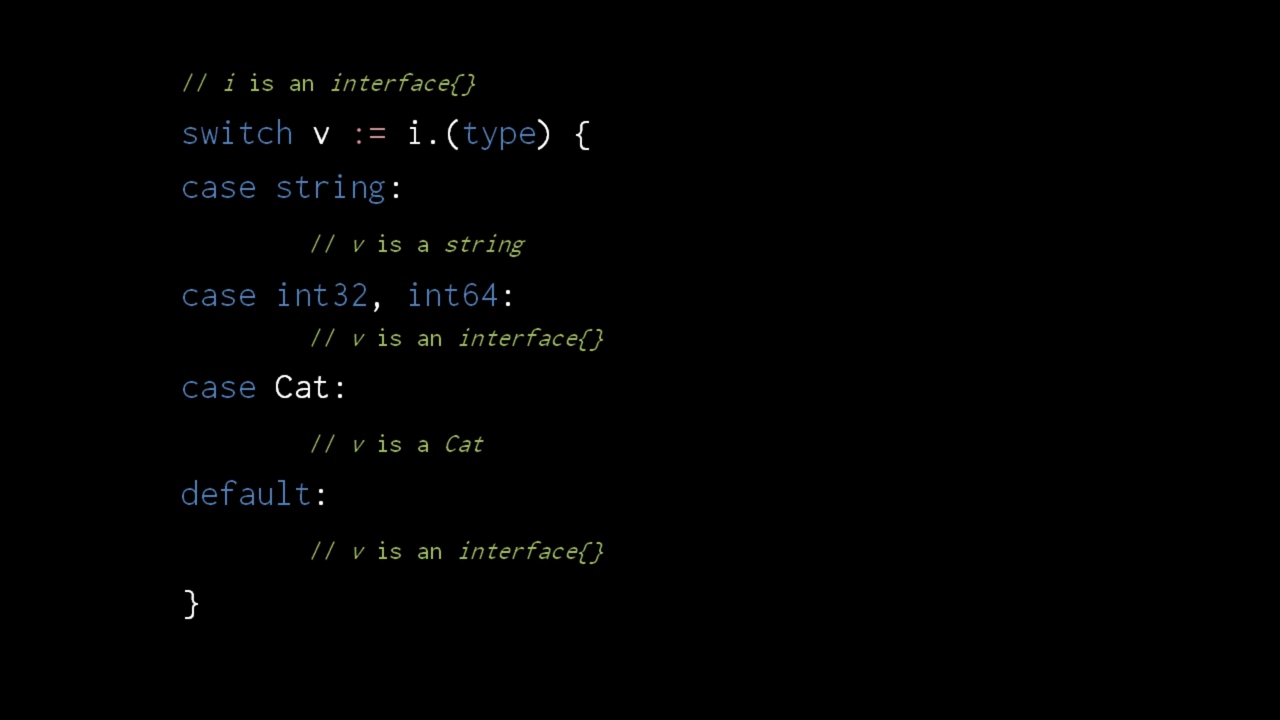 // i is an interface{}
switch v := i.(type) {
case string:
// v is a string
case int32, int64:
// v is an interface{}
case Cat:
// v is a Cat
default:
// v is an interface{}
}